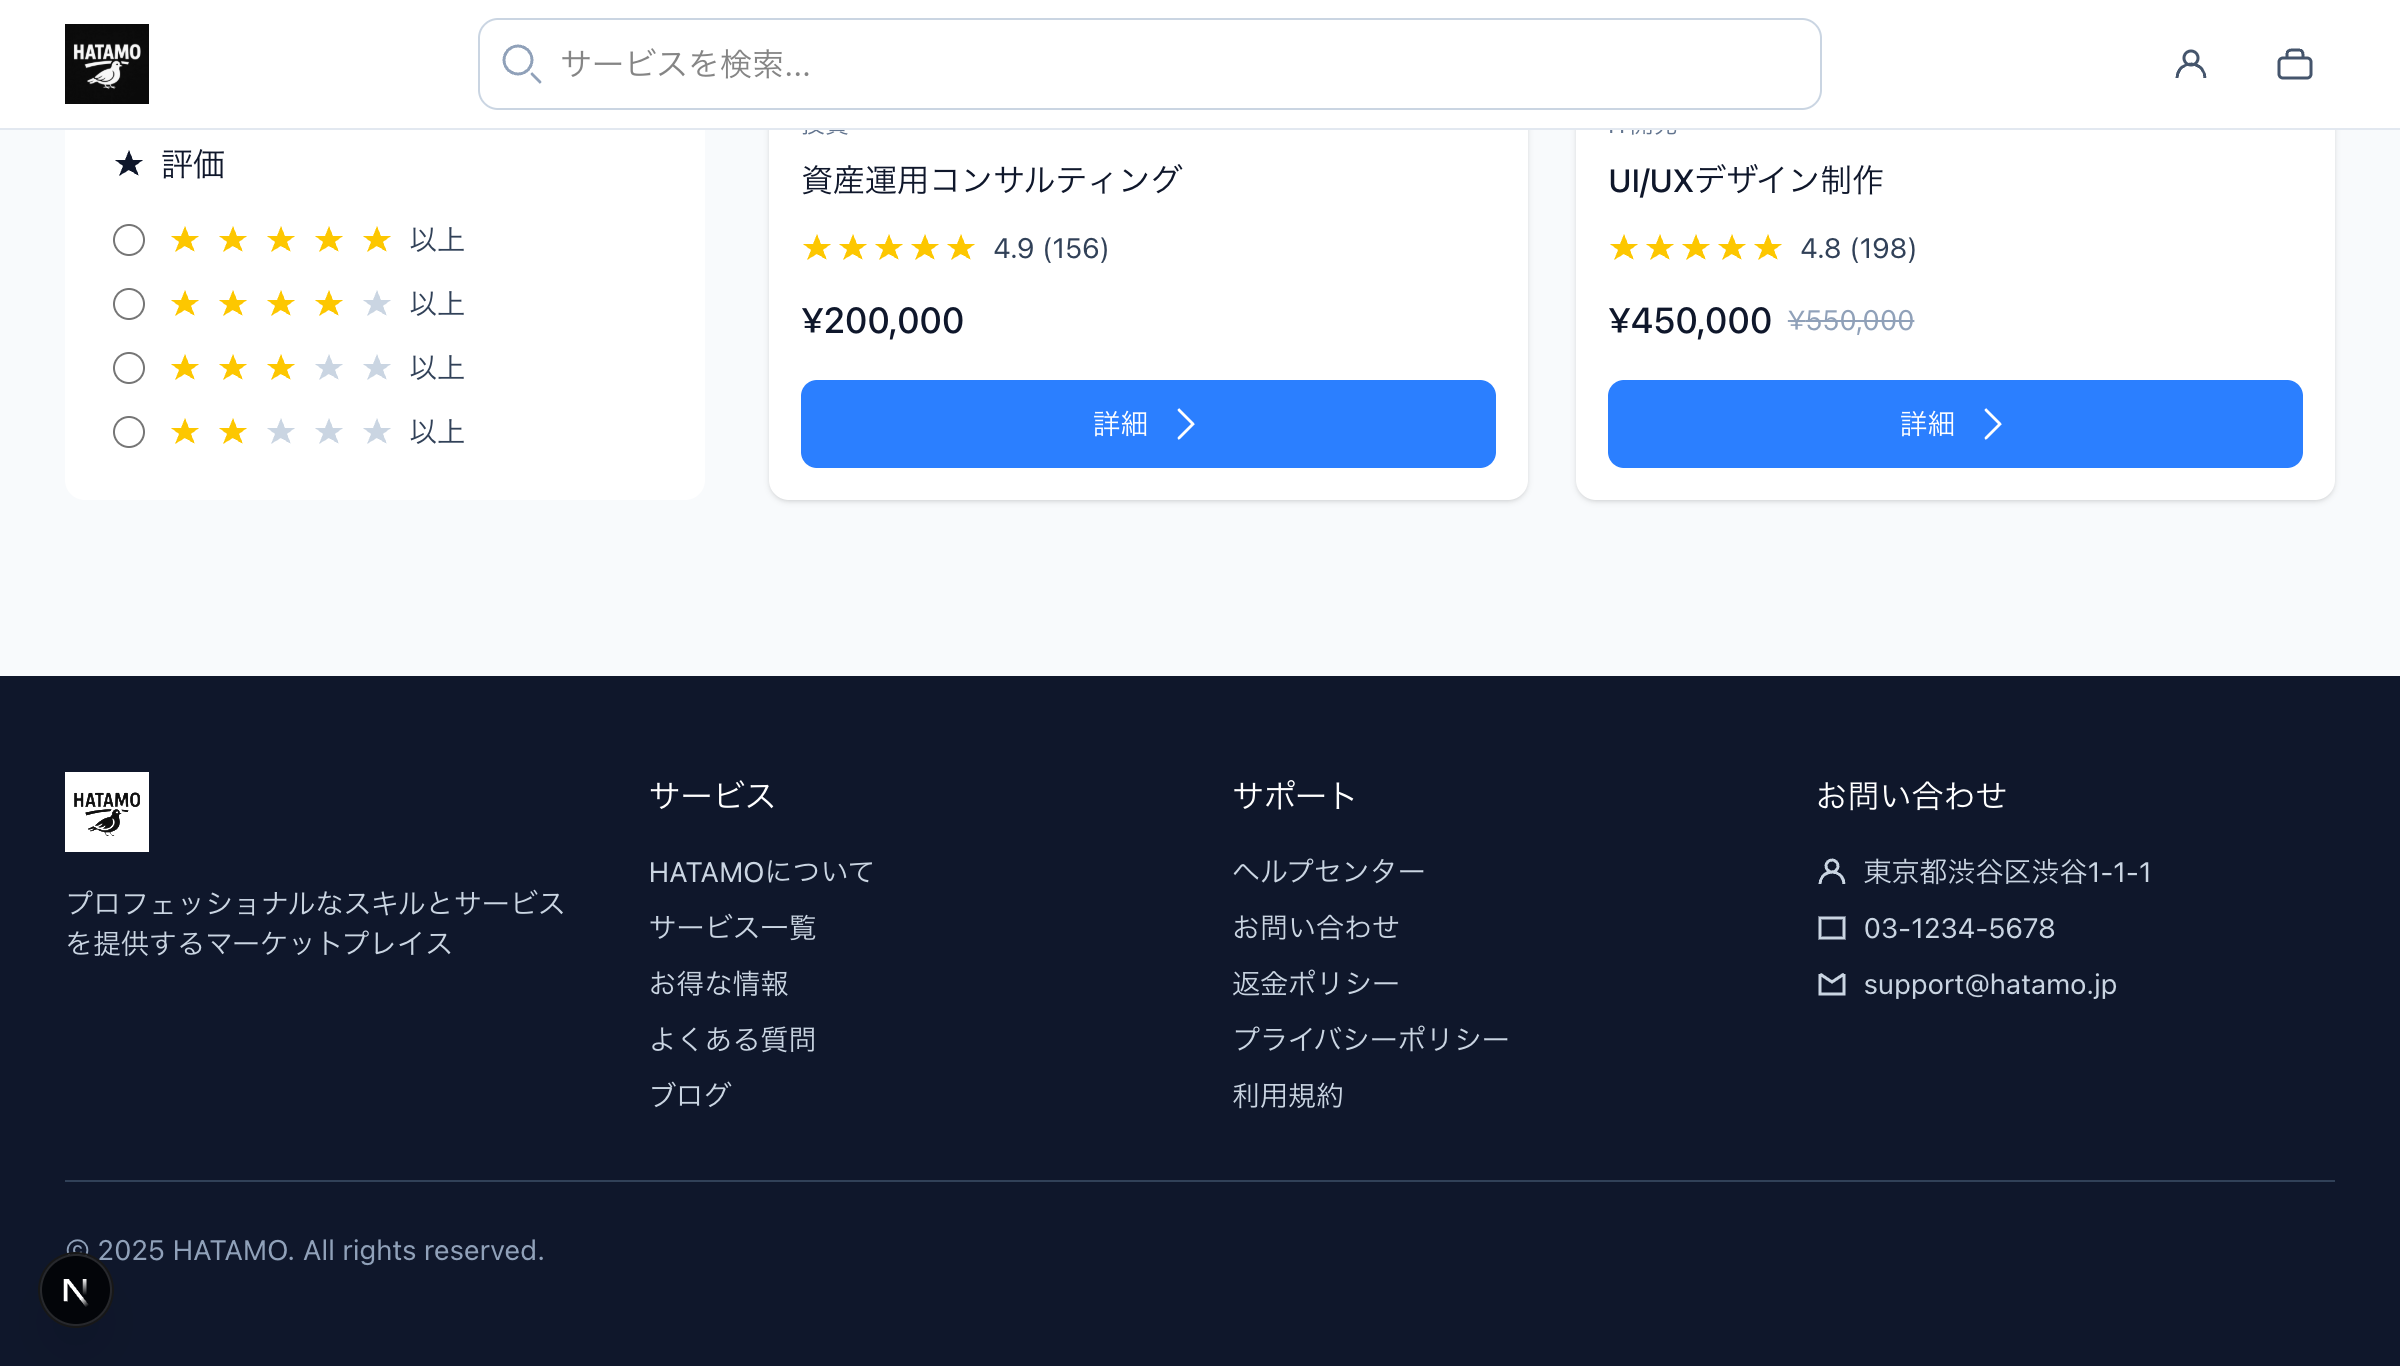 HATAMO
サービスを検索...
★ 評価
★★★★★ 以上
★★★★★ 以上
★★★★★ 以上
★★★★★ 以上
資産運用コンサルティング
★★★★★ 4.9 (156)
¥200,000
詳細
UI/UXデザイン制作
★★★★★ 4.8 (198)
¥450,000 ¥550,000
詳細
HATAMO
プロフェッショナルなスキルとサービス
を提供するマーケットプレイス
サービス
HATAMOについて
サービス一覧
お得な情報
よくある質問
ブログ
サポート
ヘルプセンター
お問い合わせ
返金ポリシー
プライバシーポリシー
利用規約
お問い合わせ
東京都渋谷区渋谷1-1-1
03-1234-5678
support@hatamo.jp
© 2025 HATAMO. All rights reserved.
N